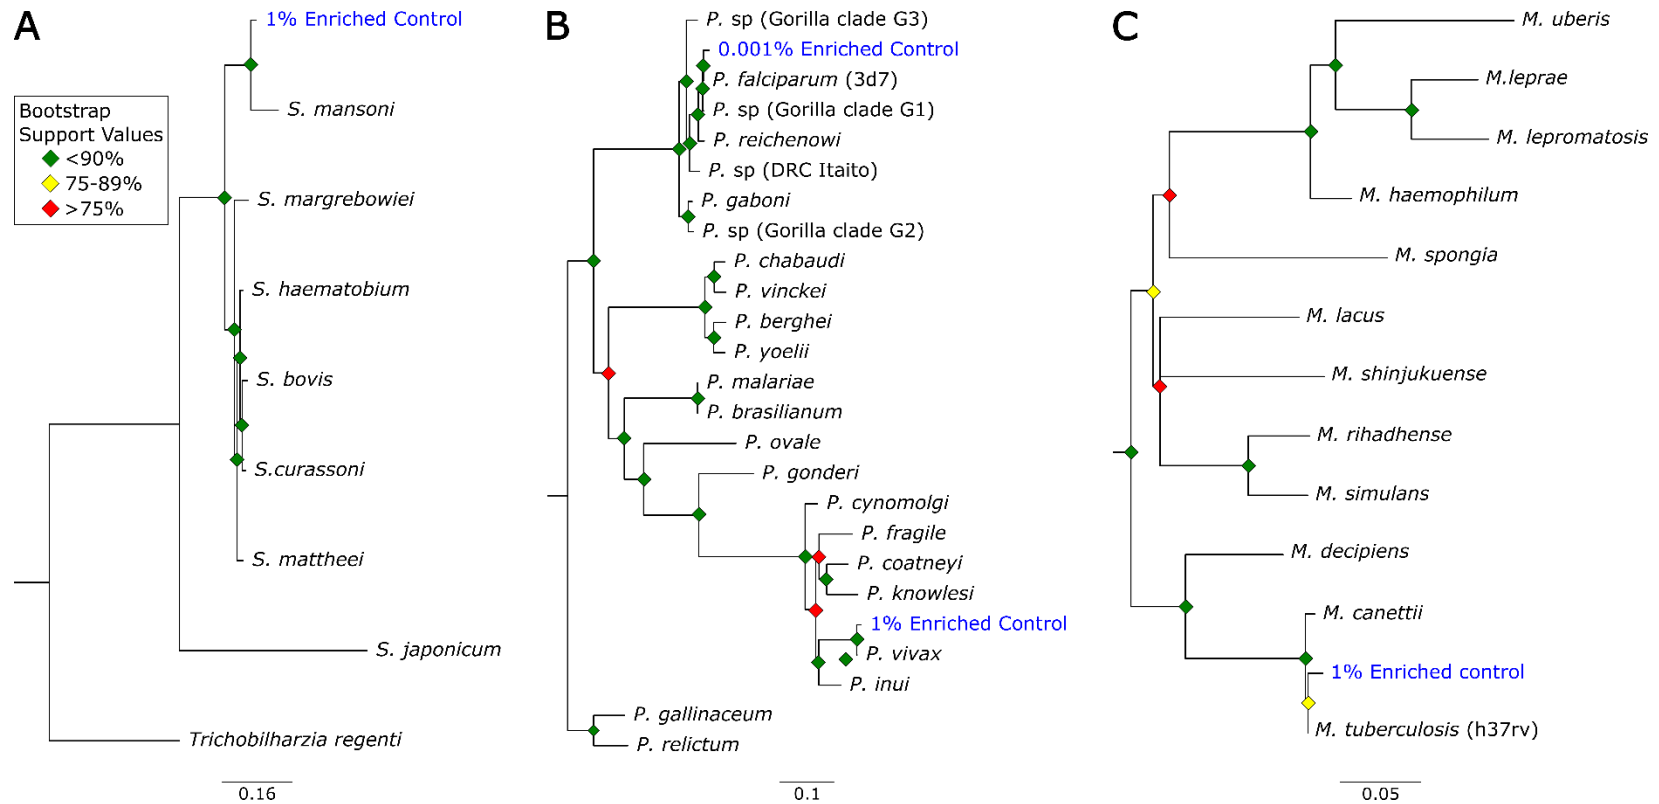 A
1% Enriched Control
S. mansoni
Bootstrap
Support Values
<90%
75-89%
>75%
S. margrebowiei
S. haematobium
S. bovis
S.curassoni
S. mattheei
S. japonicum
Trichobilharzia regenti
0.16
B
P. sp (Gorilla clade G3)
0.001% Enriched Control
P. falciparum (3d7)
P. sp (Gorilla clade G1)
P. reichenowi
P. sp (DRC Itaito)
P. gaboni
P. sp (Gorilla clade G2)
P. chabaudi
P. vinckei
P. berghei
P. yoelii
P. malariae
P. brasilianum
P. ovale
P. gonderi
P. cynomolgi
P. fragile
P. coatneyi
P. knowlesi
1% Enriched Control
P. vivax
P. inui
P. gallinaceum
P. relictum
0.1
C
M. uberis
M.leprae
M. lepromatosis
M. haemophilum
M. spongia
M. lacus
M. shinjukuense
M. rihadhense
M. simulans
M. decipiens
M. canettii
1% Enriched control
M. tuberculosis (h37rv)
0.05